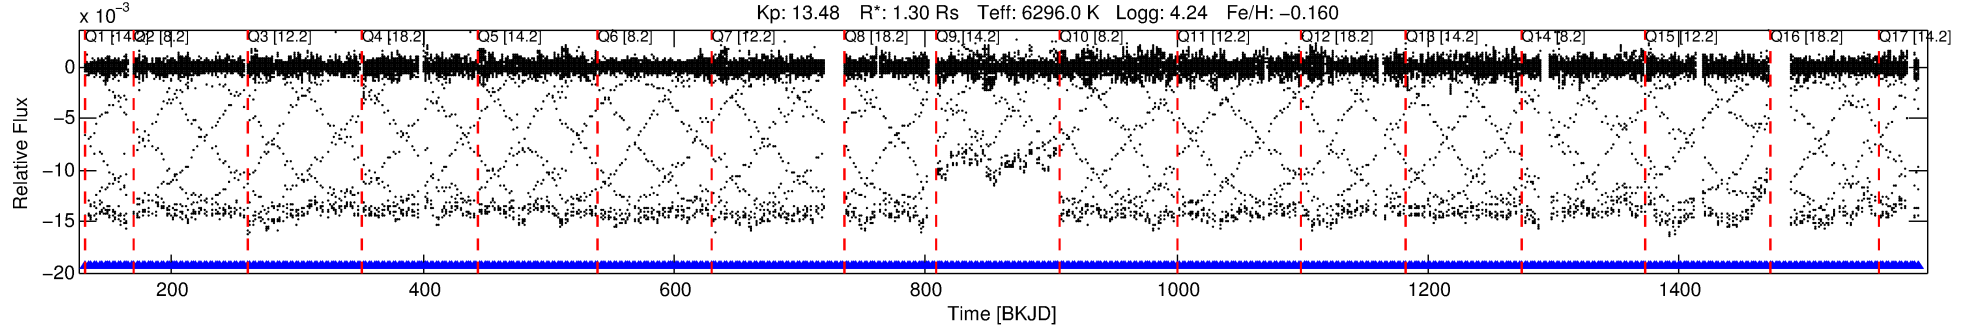 x 10⁻³
Kp: 13.48 R*: 1.30 Rs Teff: 6296.0 K Logg: 4.24 Fe/H: −0.160
Q1 [14.2] Q2 [8.2] Q3 [12.2] Q4 [18.2] Q5 [14.2] Q6 [8.2] Q7 [12.2] Q8 [18.2] Q9 [14.2] Q10 [8.2] Q11 [12.2] Q12 [18.2] Q13 [14.2] Q14 [8.2] Q15 [12.2] Q16 [18.2] Q17 [14.2]
0
−5
−10
−15
−20
Relative Flux
200 400 600 800 1000 1200 1400
Time [BKJD]